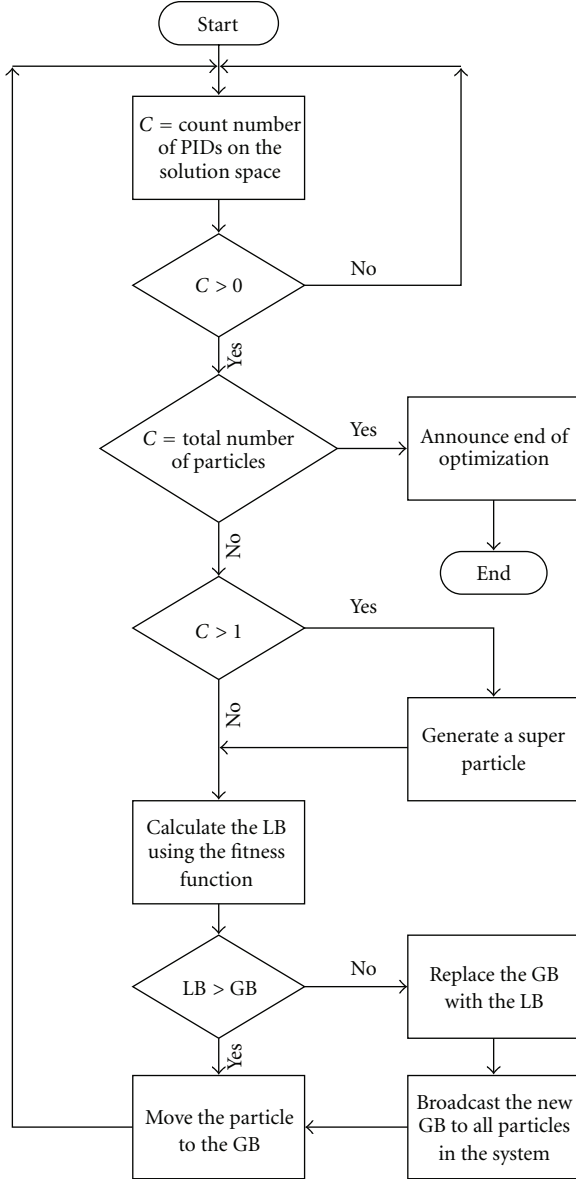 Start
C = count number
of PIDs on the
solution space
C > 0
No
Yes
C = total number
of particles
Yes
Announce end of
optimization
No
End
C > 1
Yes
No
Generate a super
particle
Calculate the LB
using the fitness
function
LB > GB
No
Replace the GB
with the LB
Yes
Move the particle
to the GB
Broadcast the new
GB to all particles
in the system